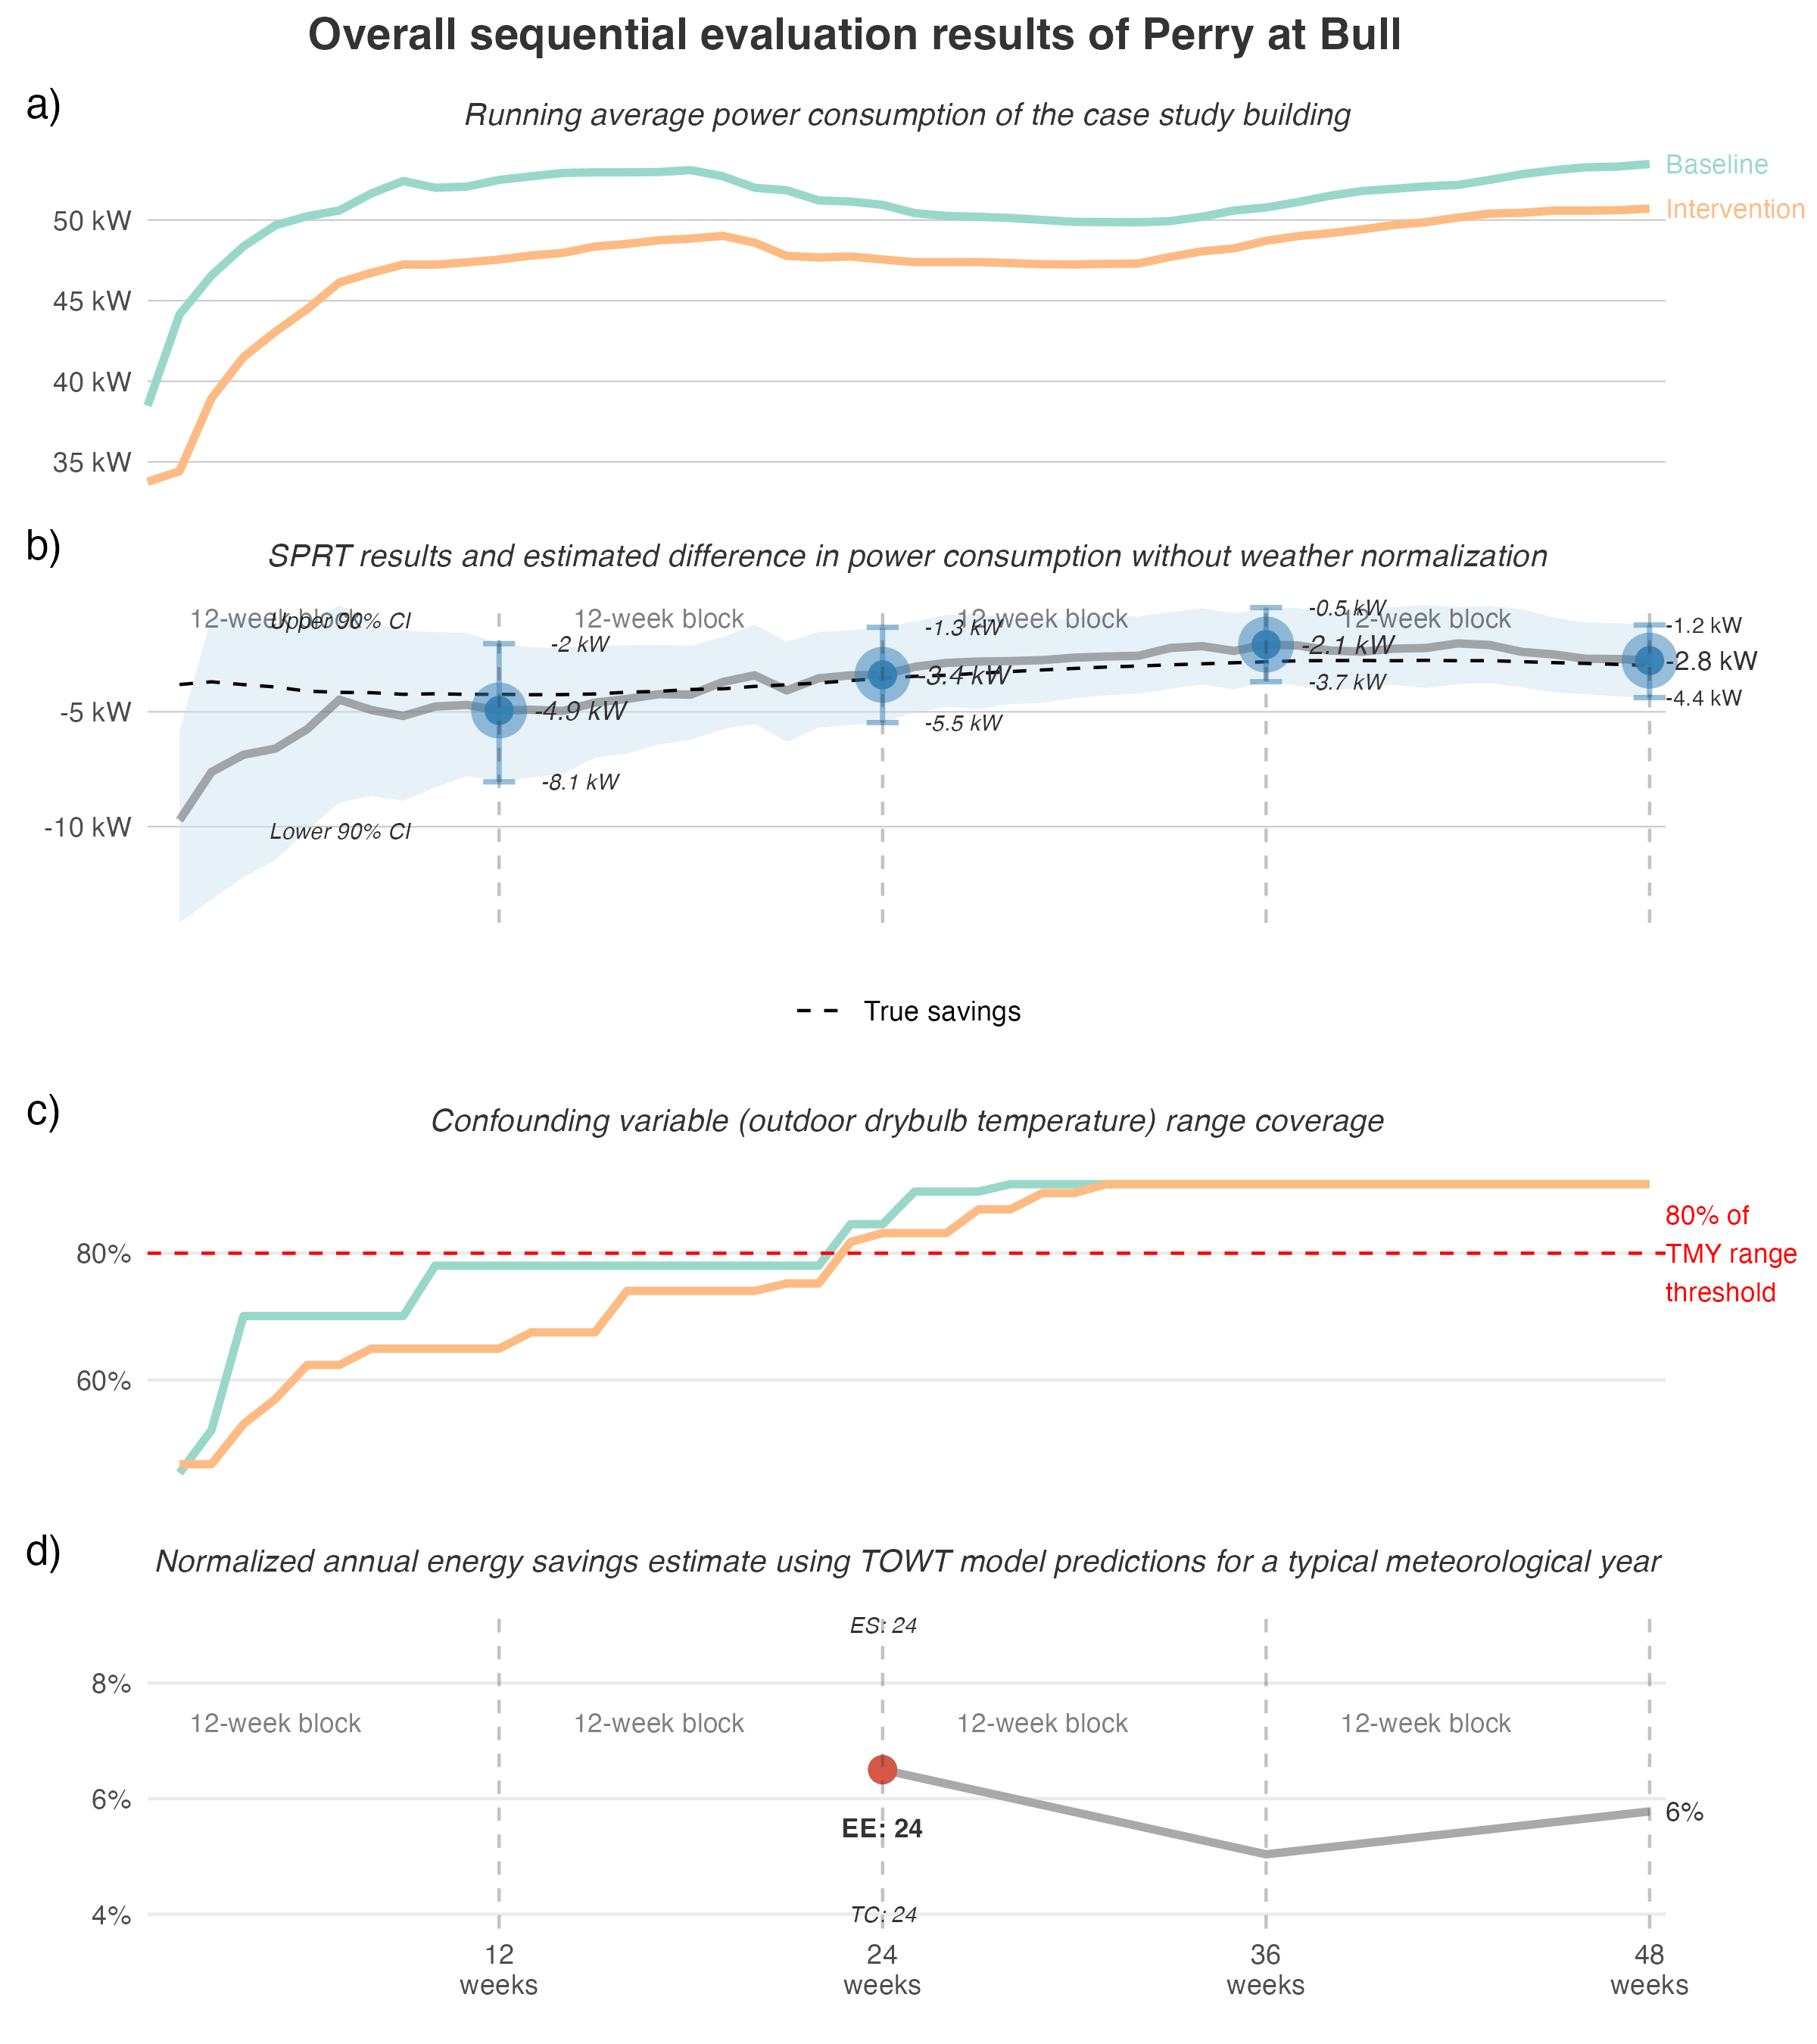 Overall sequential evaluation results of Perry at Bull
a)
Running average power consumption of the case study building
Baseline
Intervention
50 kW
45 kW
40 kW
35 kW
b)
SPRT results and estimated difference in power consumption without weather normalization
12-week block
12-week block
12-week block
12-week block
Upper 90% CI
-2 kW
-1.3 kW
-0.5 kW
-1.2 kW
-4.9 kW
-3.4 kW
-2.1 kW
-2.8 kW
-8.1 kW
-5.5 kW
-3.7 kW
-4.4 kW
Lower 90% CI
-5 kW
-10 kW
True savings
c)
Confounding variable (outdoor drybulb temperature) range coverage
80%
60%
80% of
TMY range
threshold
d)
Normalized annual energy savings estimate using TOWT model predictions for a typical meteorological year
ES: 24
8%
12-week block
12-week block
12-week block
12-week block
6%
EE: 24
6%
4%
TC: 24
12
weeks
24
weeks
36
weeks
48
weeks